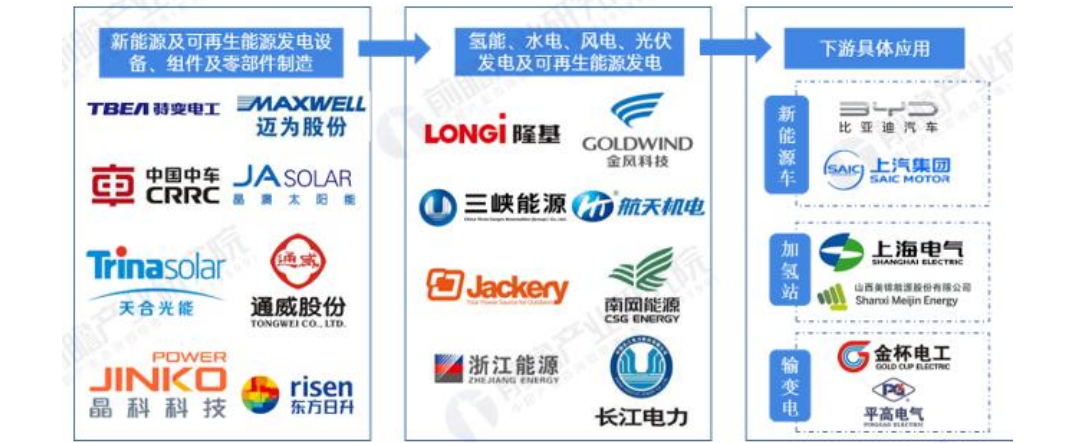 新能源及可再生能源发电设
备、组件及零部件制造
TBEA 特变电工
MAXWELL
迈为股份
中国中车
CRRC
JA SOLAR
晶澳太阳能
Trinasolar
天合光能
通威
通威股份
TONGWEI CO., LTD.
POWER
JINKO
晶科科技
risen
东方日升
氢能、水电、风电、光伏
发电及可再生能源发电
LONGi 隆基
GOLDWIND
金风科技
三峡能源
航天机电
Jackery
南网能源
CSG ENERGY
浙江能源
ZHEJIANG ENERGY
长江电力
下游具体应用
新能源车
BYD
比亚迪汽车
SAIC
上汽集团
SAIC MOTOR
加氢站
上海电气
SHANGHAI ELECTRIC
山西美锦能源股份有限公司
Shanxi Meijin Energy
输变电
金杯电工
GOLD CUP ELECTRIC
PG
平高电气
PINGGAO ELECTRIC